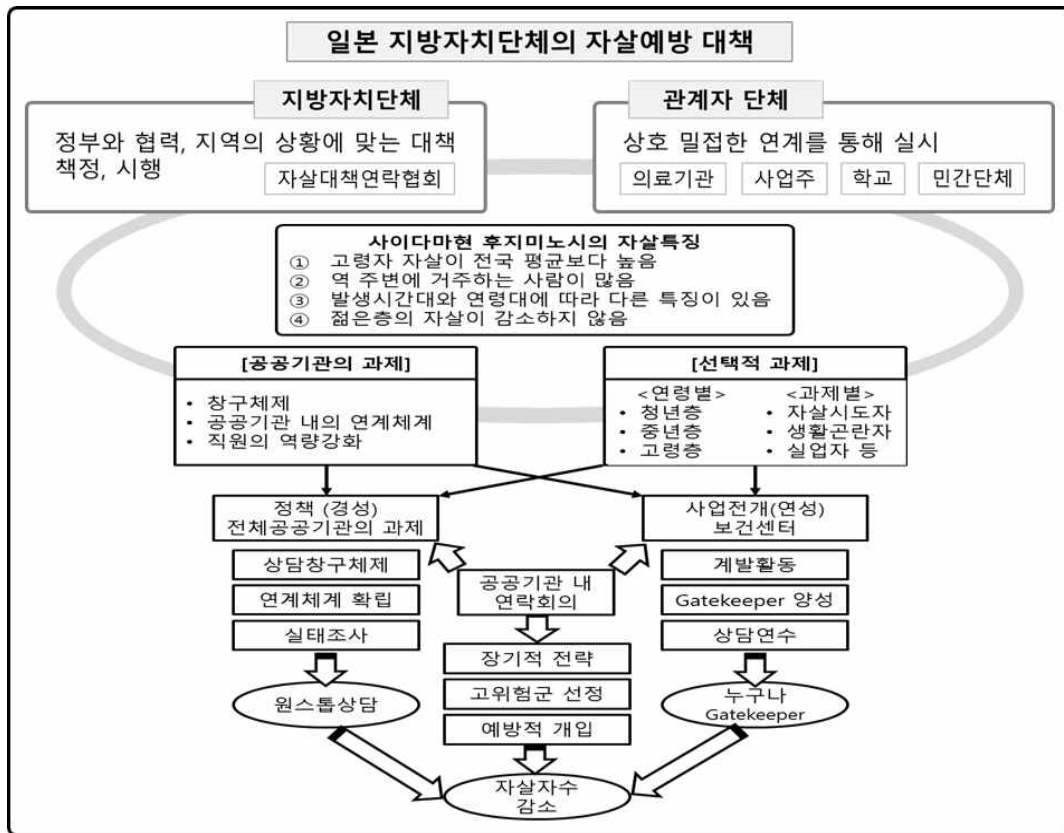 일본 지방자치단체의 자살예방 대책
지방자치단체
정부와 협력, 지역의 상황에 맞는 대책
책정, 시행
자살대책연락협회
관계자 단체
상호 밀접한 연계를 통해 실시
의료기관
사업주
학교
민간단체
사이다마현 후지미노시의 자살특징
① 고령자 자살이 전국 평균보다 높음
② 역 주변에 거주하는 사람이 많음
③ 발생시간대와 연령대에 따라 다른 특징이 있음
④ 젊은층의 자살이 감소하지 않음
[공공기관의 과제]
• 창구체제
• 공공기관 내의 연계체계
• 직원의 역량강화
[선택적 과제]
<연령별>
• 청년층
• 중년층
• 고령층
<과제별>
• 자살시도자
• 생활곤란자
• 실업자 등
정책 (경성)
전체공공기관의 과제
상담창구체제
연계체계 확립
실태조사
원스톱상담
공공기관 내
연락회의
장기적 전략
고위험군 선정
예방적 개입
사업전개(연성)
보건센터
계발활동
Gatekeeper 양성
상담연수
누구나
Gatekeeper
자살자수
감소